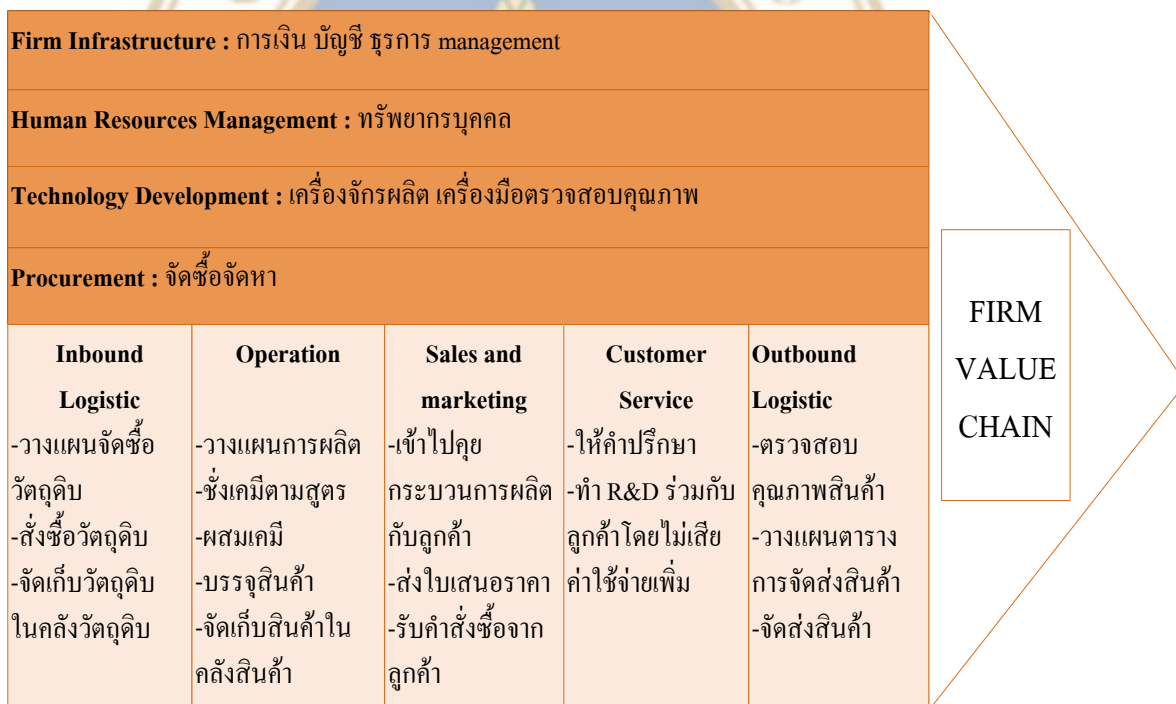 Firm Infrastructure : การเงิน บัญชี ธุรการ management
Human Resources Management : ทรัพยากรบุคคล
Technology Development : เครื่องจักรผลิต เครื่องมือตรวจสอบคุณภาพ
Procurement : จัดซื้อจัดหา
Inbound
Logistic
-วางแผนจัดซื้อ
วัตถุดิบ
-สั่งซื้อวัตถุดิบ
-จัดเก็บวัตถุดิบ
ในคลังวัตถุดิบ
Operation
-วางแผนการผลิต
-ชั่งเคมีตามสูตร
-ผสมเคมี
-บรรจุสินค้า
-จัดเก็บสินค้าใน
คลังสินค้า
Sales and
marketing
-เข้าไปคุย
กระบวนการผลิต
กับลูกค้า
-ส่งใบเสนอราคา
-รับคำสั่งซื้อจาก
ลูกค้า
Customer
Service
-ให้คำปรึกษา
-ทำ R&D ร่วมกับ
ลูกค้าโดยไม่เสีย
ค่าใช้จ่ายเพิ่ม
Outbound
Logistic
-ตรวจสอบ
คุณภาพสินค้า
-วางแผนตาราง
การจัดส่งสินค้า
-จัดส่งสินค้า
FIRM
VALUE
CHAIN